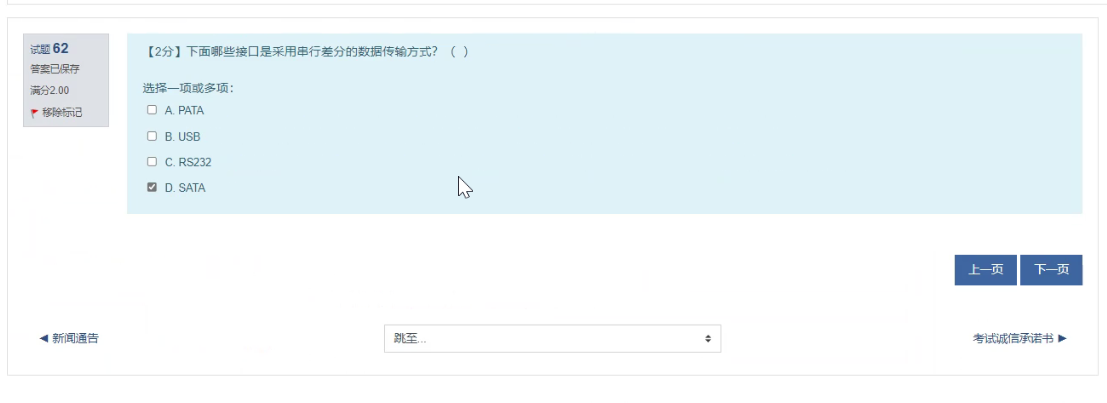 试题 62
答案已保存
满分2.00
移除标记
【2分】下面哪些接口是采用串行差分的数据传输方式？（ ）
选择一项或多项：
A. PATA
B. USB
C. RS232
D. SATA
上一页 下一页
◀ 新闻通告 跳至... 考试诚信承诺书 ▶